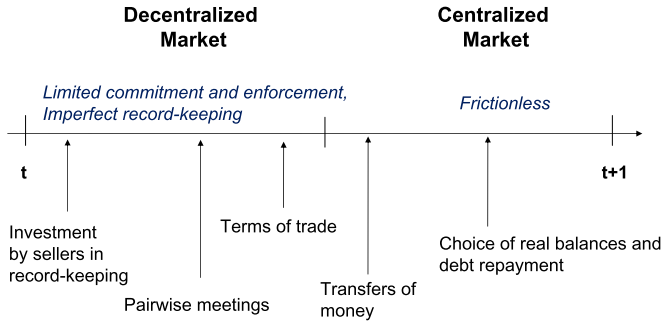 Decentralized
Market
Centralized
Market
Limited commitment and enforcement,
Imperfect record-keeping
Frictionless
t
t+1
Investment
by sellers in
record-keeping
Pairwise meetings
Terms of trade
Transfers of
money
Choice of real balances and
debt repayment